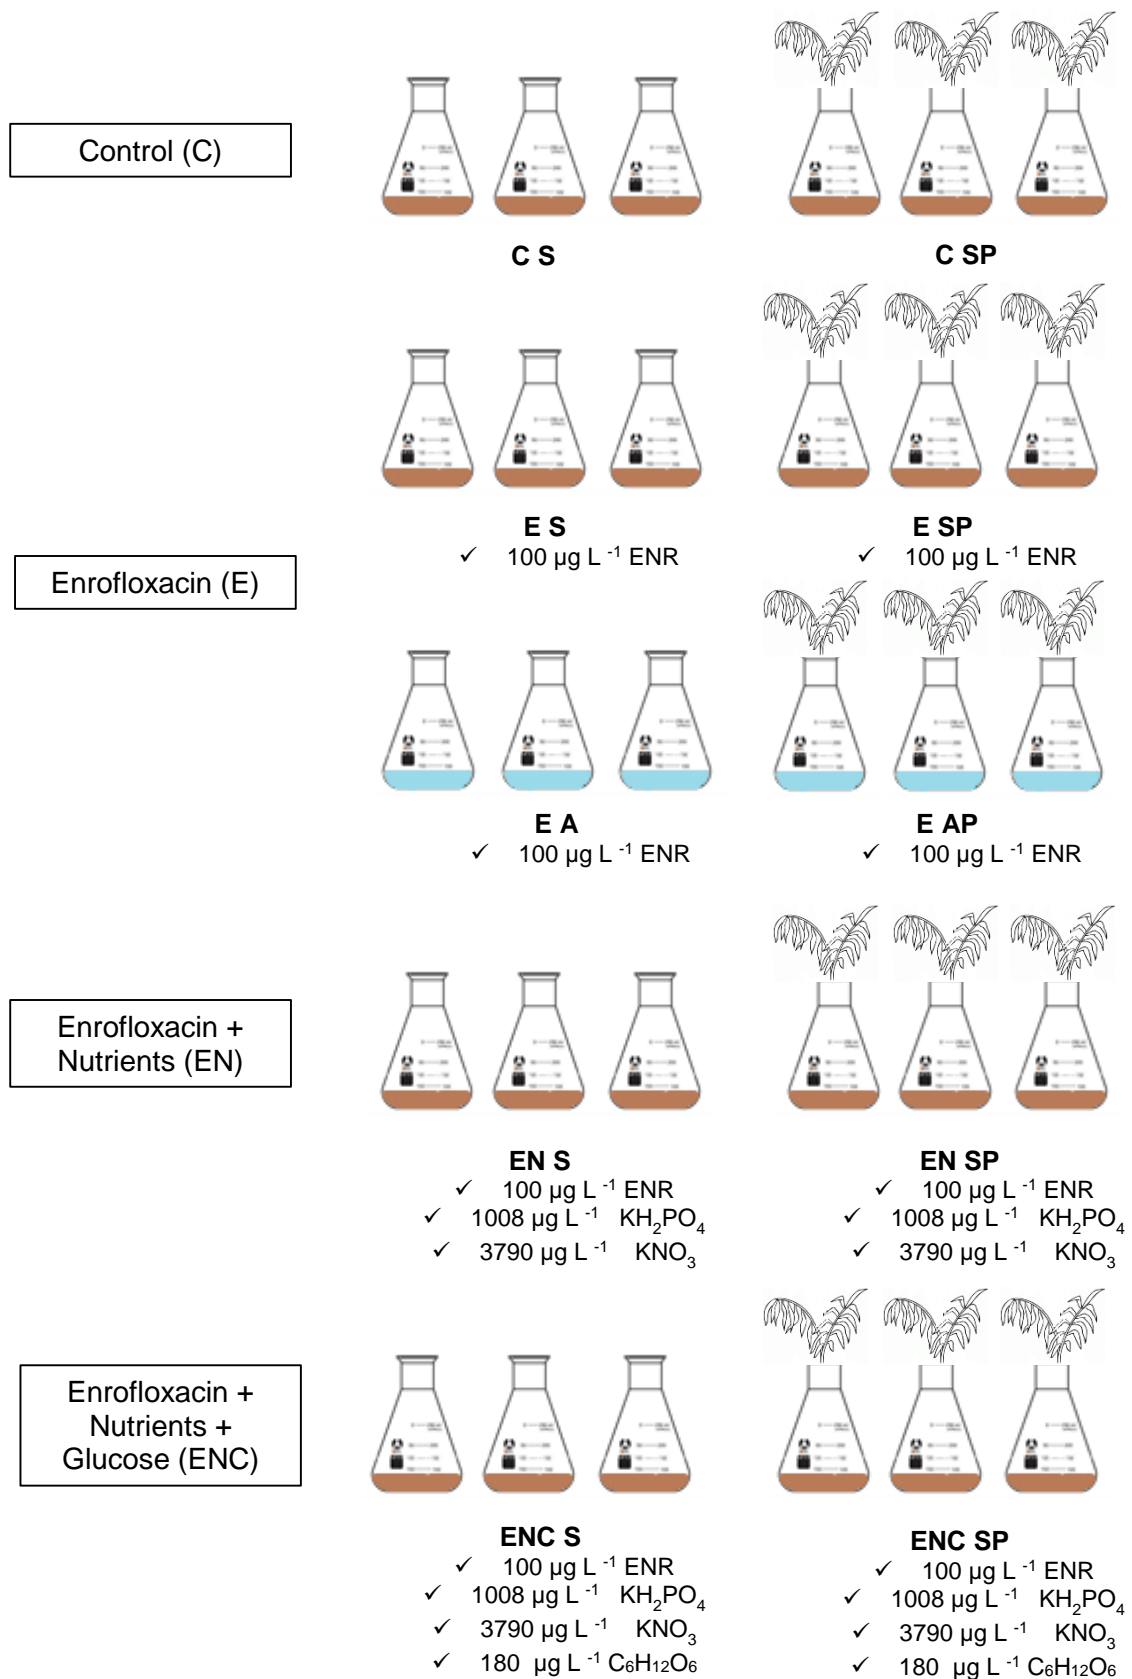 Control (C)
C S
C SP
E S
✓ 100 µg L -1 ENR
E SP
✓ 100 µg L -1 ENR
Enrofloxacin (E)
E A
✓ 100 µg L -1 ENR
E AP
✓ 100 µg L -1 ENR
Enrofloxacin +
Nutrients (EN)
EN S
✓ 100 µg L -1 ENR
✓ 1008 µg L -1 KH2PO4
✓ 3790 µg L -1 KNO3
EN SP
✓ 100 µg L -1 ENR
✓ 1008 µg L -1 KH2PO4
✓ 3790 µg L -1 KNO3
Enrofloxacin +
Nutrients +
Glucose (ENC)
ENC S
✓ 100 µg L -1 ENR
✓ 1008 µg L -1 KH2PO4
✓ 3790 µg L -1 KNO3
✓ 180 µg L -1 C6H12O6
ENC SP
✓ 100 µg L -1 ENR
✓ 1008 µg L -1 KH2PO4
✓ 3790 µg L -1 KNO3
✓ 180 µg L -1 C6H12O6